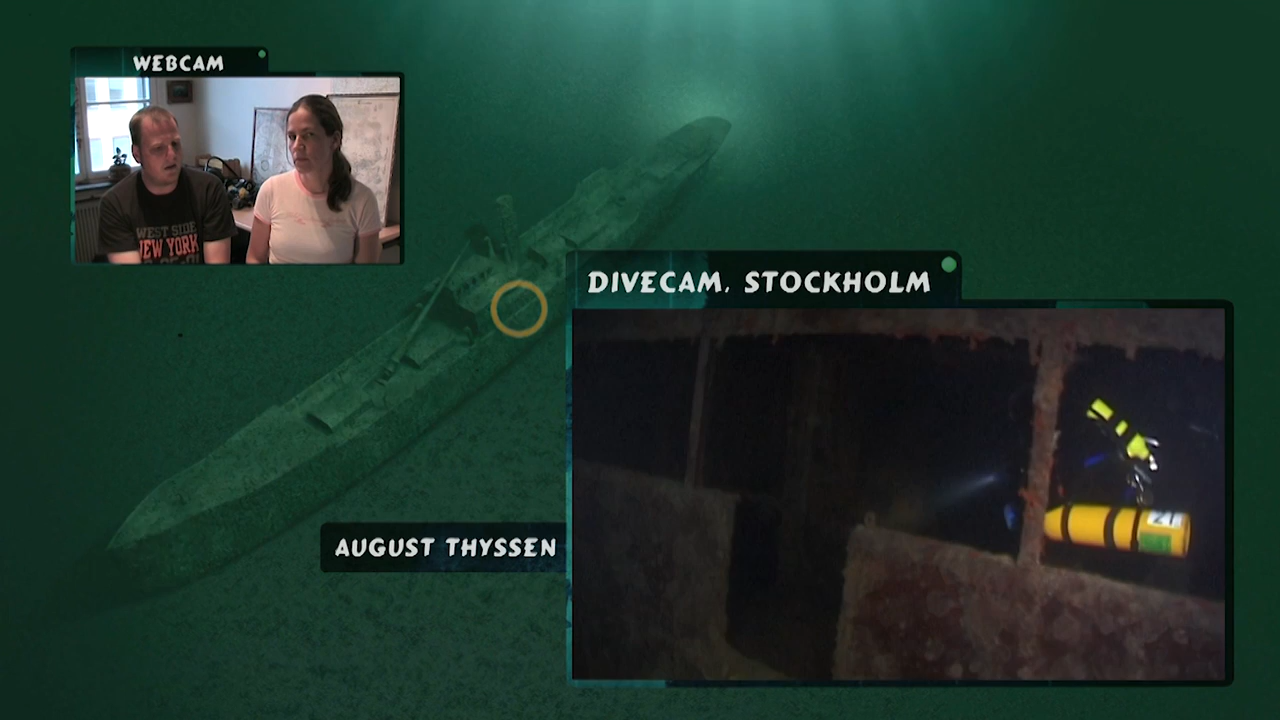 WEBCAM
WEST SIDE
NEW YORK
DIVECAM, STOCKHOLM
AUGUST THYSSEN